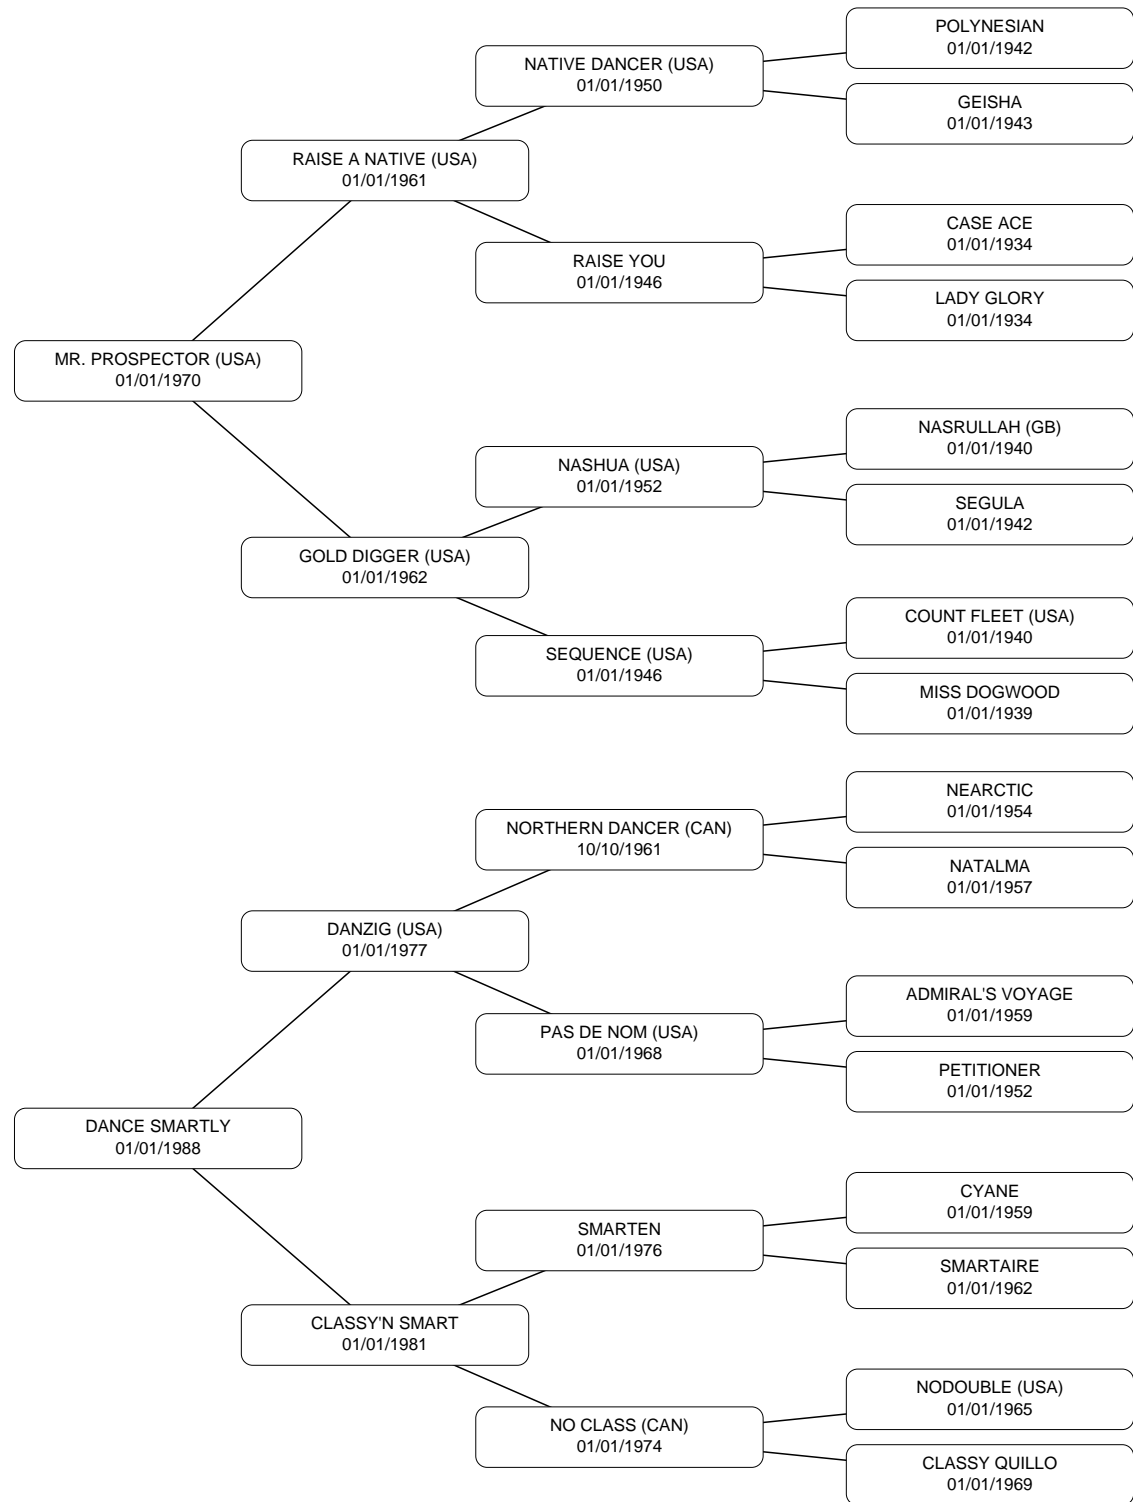 POLYNESIAN
01/01/1942
NATIVE DANCER (USA)
01/01/1950
GEISHA
01/01/1943
RAISE A NATIVE (USA)
01/01/1961
CASE ACE
01/01/1934
RAISE YOU
01/01/1946
LADY GLORY
01/01/1934
MR. PROSPECTOR (USA)
01/01/1970
NASRULLAH (GB)
01/01/1940
NASHUA (USA)
01/01/1952
SEGULA
01/01/1942
GOLD DIGGER (USA)
01/01/1962
COUNT FLEET (USA)
01/01/1940
SEQUENCE (USA)
01/01/1946
MISS DOGWOOD
01/01/1939
NEARCTIC
01/01/1954
NORTHERN DANCER (CAN)
10/10/1961
NATALMA
01/01/1957
DANZIG (USA)
01/01/1977
ADMIRAL'S VOYAGE
01/01/1959
PAS DE NOM (USA)
01/01/1968
PETITIONER
01/01/1952
DANCE SMARTLY
01/01/1988
CYANE
01/01/1959
SMARTEN
01/01/1976
SMARTAIRE
01/01/1962
CLASSY'N SMART
01/01/1981
NODOUBLE (USA)
01/01/1965
NO CLASS (CAN)
01/01/1974
CLASSY QUILLO
01/01/1969